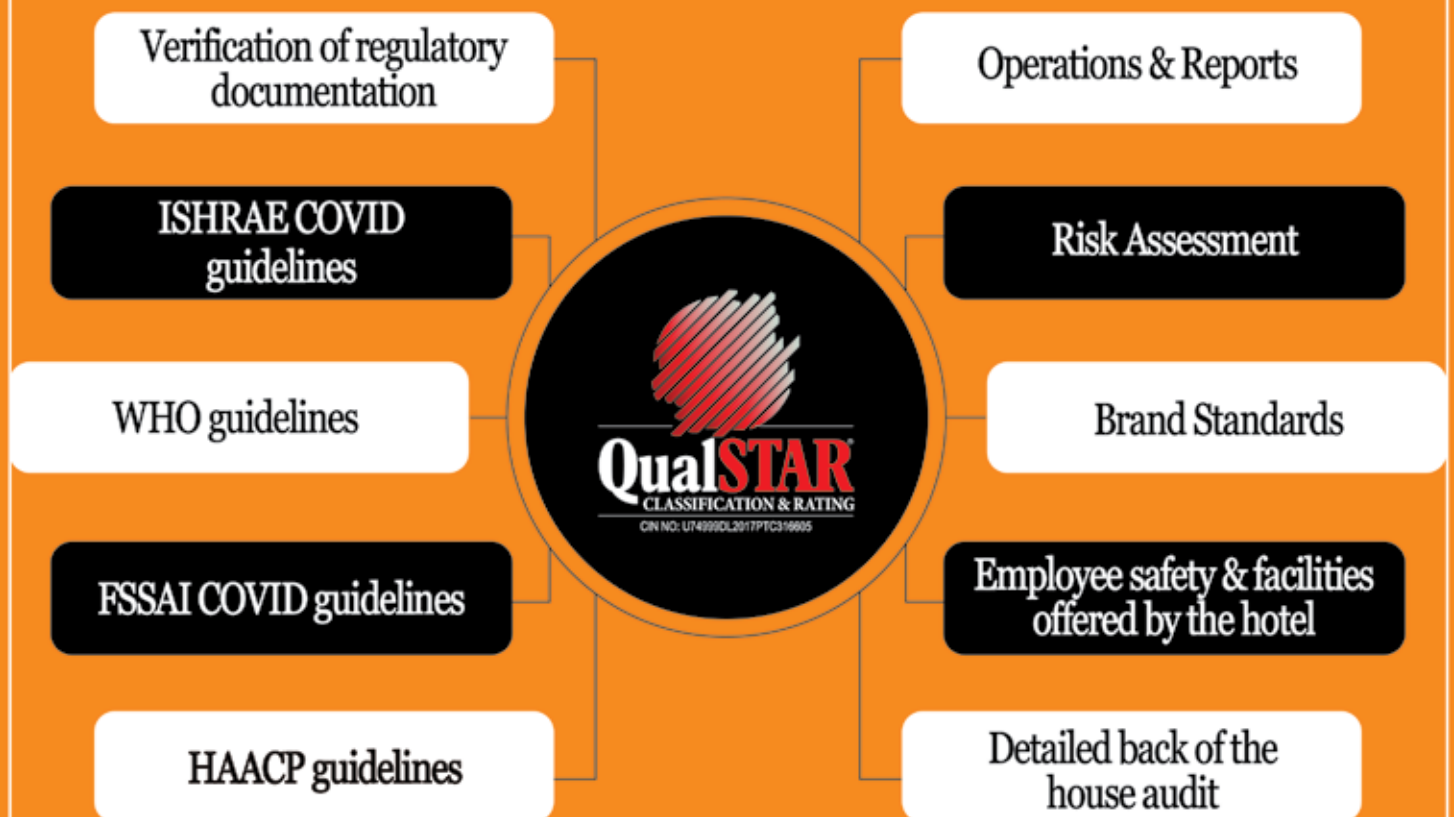 Verification of regulatory
documentation
ISHRAE COVID
guidelines
WHO guidelines
FSSAI COVID guidelines
HAACP guidelines
QualSTAR®
CLASSIFICATION & RATING
CIN NO: U74999DL2017PTC316605
Operations & Reports
Risk Assessment
Brand Standards
Employee safety & facilities
offered by the hotel
Detailed back of the
house audit